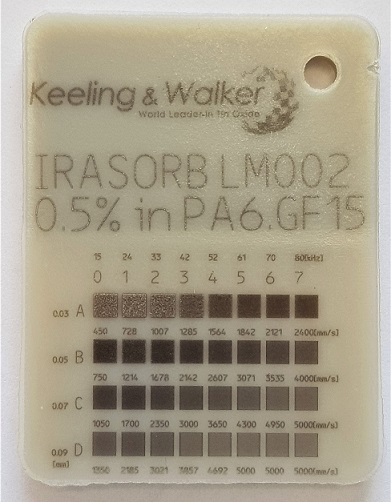 Keeling & Walker
World Leader in Tin Oxide
IRASORB LM002
0.5% in PA6.GF15
15 24 33 42 52 61 70 80[kHz]
0 1 2 3 4 5 6 7
0.03 A
450 728 1007 1285 1564 1842 2121 2400[mm/s]
0.05 B
750 1214 1678 2142 2607 3071 3535 4000[mm/s]
0.07 C
1050 1700 2350 3000 3650 4300 4950 5000[mm/s]
0.09 D
[mm]
1350 2185 3021 3857 4692 5000 5000 5000[mm/s]